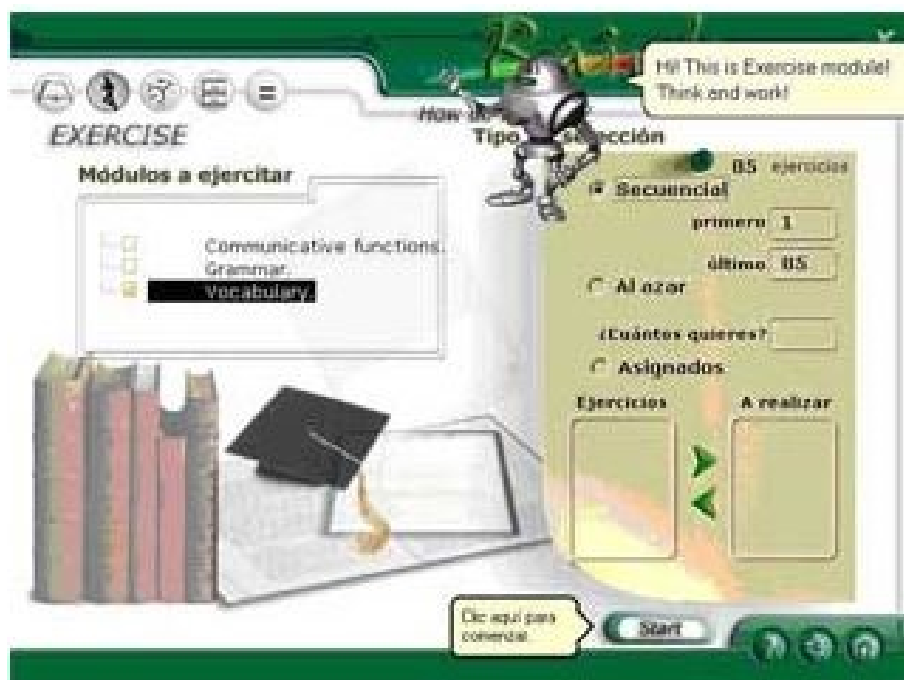 Hi! This is Exercise module!
Think and work!
EXERCISE
How
Tipo selección
Módulos a ejercitar
85 ejercicios
Secuencial
primero 1
Communicative functions.
Grammar.
Vocabulary.
último 85
Al azar
¿Cuántos quieres?
Asignados
Ejercicios A realizar
Clic aquí para
comenzar
Start